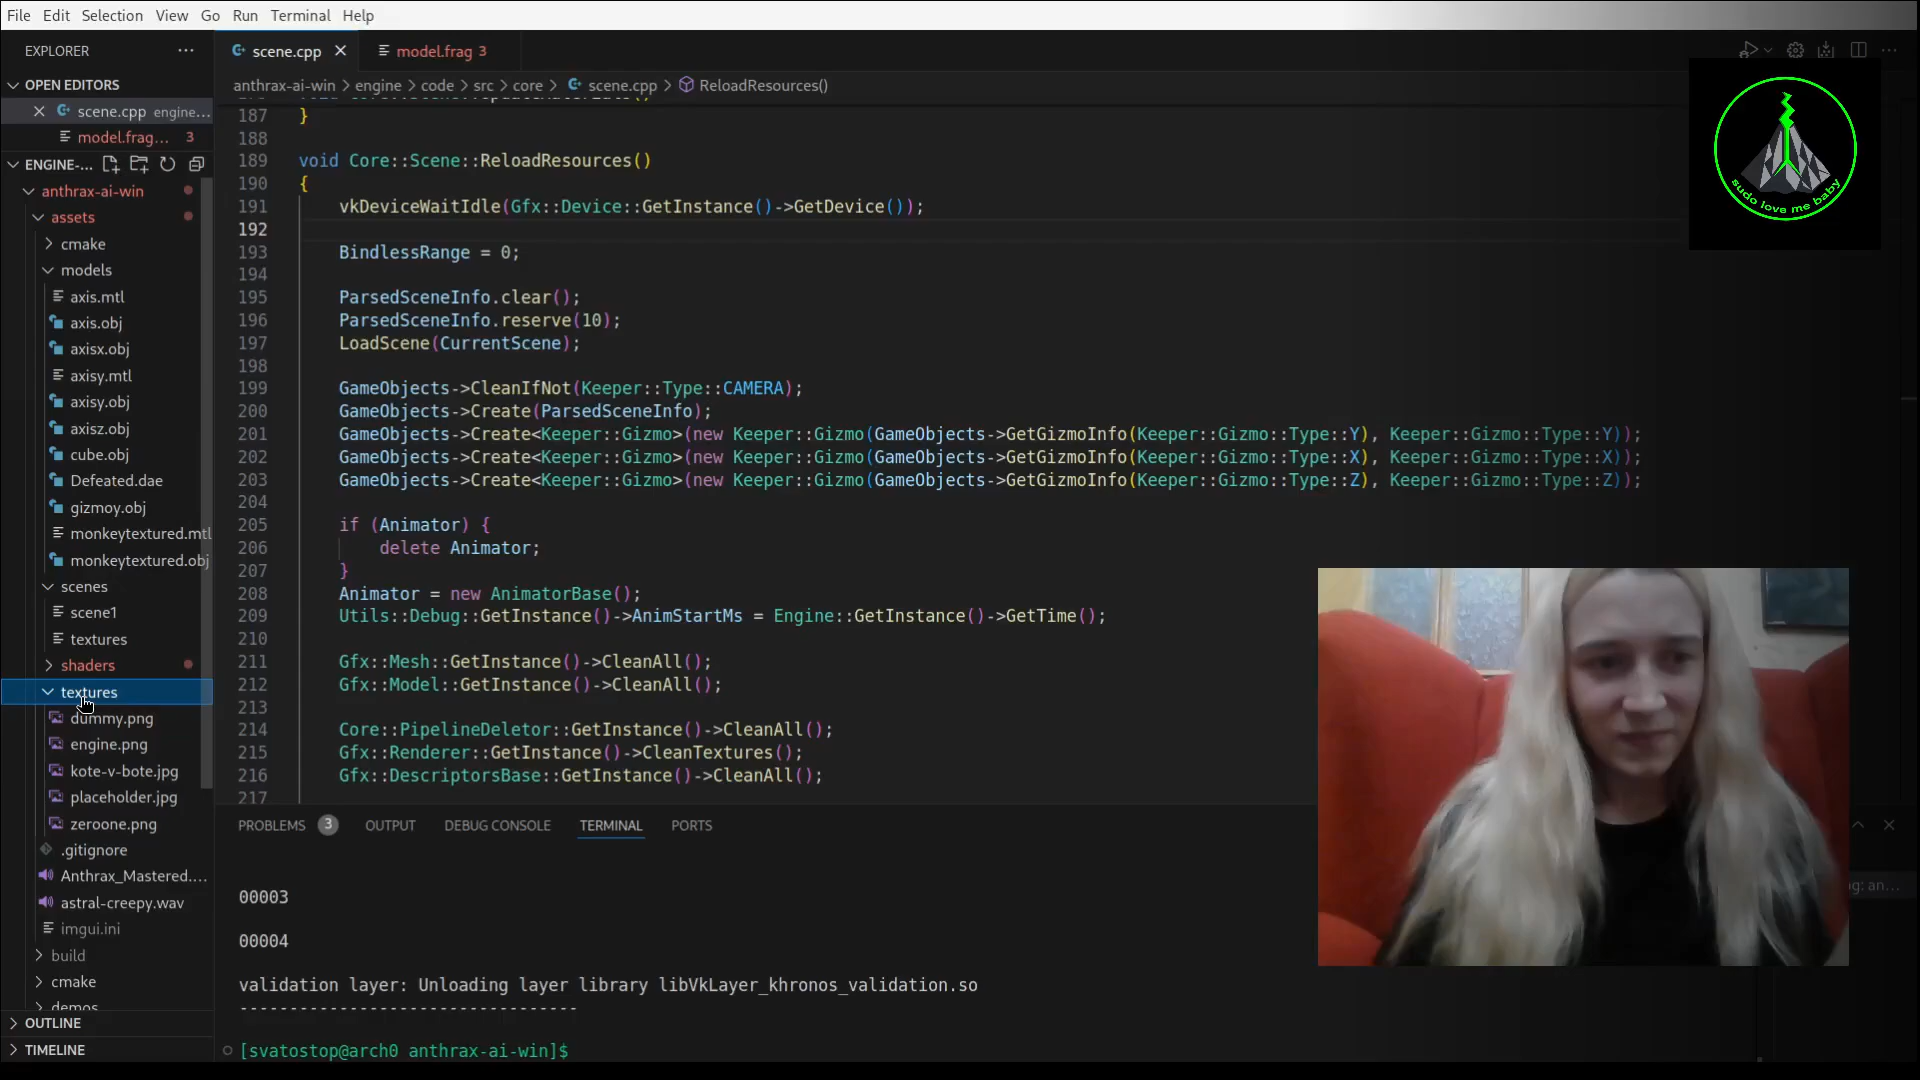 File Edit Selection View Go Run Terminal Help
EXPLORER
OPEN EDITORS
scene.cpp engine...
model.frag... 3
ENGINE-...
anthrax-ai-win
assets
cmake
models
axis.mtl
axis.obj
axisx.obj
axisy.mtl
axisy.obj
axisz.obj
cube.obj
Defeated.dae
gizmoy.obj
monkeytextured.mtl
monkeytextured.obj
scenes
scene1
textures
shaders
textures
dummy.png
engine.png
kote-v-bote.jpg
placeholder.jpg
zeroone.png
.gitignore
Anthrax_Mastered....
astral-creepy.wav
imgui.ini
build
cmake
demos
OUTLINE
TIMELINE
scene.cpp model.frag 3
anthrax-ai-win > engine > code > src > core > scene.cpp > ReloadResources()
187 }
188
189 void Core::Scene::ReloadResources()
190 {
191 vkDeviceWaitIdle(Gfx::Device::GetInstance()->GetDevice());
192
193 BindlessRange = 0;
194
195 ParsedSceneInfo.clear();
196 ParsedSceneInfo.reserve(10);
197 LoadScene(CurrentScene);
198
199 GameObjects->CleanIfNot(Keeper::Type::CAMERA);
200 GameObjects->Create(ParsedSceneInfo);
201 GameObjects->Create<Keeper::Gizmo>(new Keeper::Gizmo(GameObjects->GetGizmoInfo(Keeper::Gizmo::Type::Y), Keeper::Gizmo::Type::Y));
202 GameObjects->Create<Keeper::Gizmo>(new Keeper::Gizmo(GameObjects->GetGizmoInfo(Keeper::Gizmo::Type::X), Keeper::Gizmo::Type::X));
203 GameObjects->Create<Keeper::Gizmo>(new Keeper::Gizmo(GameObjects->GetGizmoInfo(Keeper::Gizmo::Type::Z), Keeper::Gizmo::Type::Z));
204
205 if (Animator) {
206 delete Animator;
207 }
208 Animator = new AnimatorBase();
209 Utils::Debug::GetInstance()->AnimStartMs = Engine::GetInstance()->GetTime();
210
211 Gfx::Mesh::GetInstance()->CleanAll();
212 Gfx::Model::GetInstance()->CleanAll();
213
214 Core::PipelineDeletor::GetInstance()->CleanAll();
215 Gfx::Renderer::GetInstance()->CleanTextures();
216 Gfx::DescriptorsBase::GetInstance()->CleanAll();
217
PROBLEMS 3 OUTPUT DEBUG CONSOLE TERMINAL PORTS
00003
00004
validation layer: Unloading layer library libVkLayer_khronos_validation.so
----------------------------------
[svatostop@arch0 anthrax-ai-win]$
sudo love me baby
g: an...